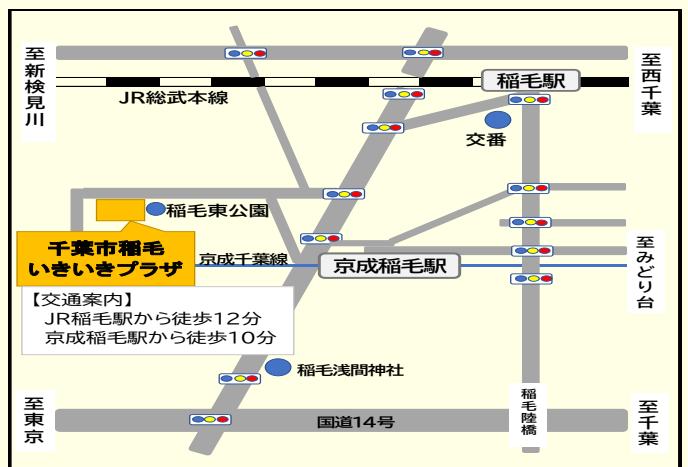 至新検見川
稲毛駅
至西千葉
JR総武本線
交番
稲毛東公園
千葉市稲毛
いきいきプラザ
京成千葉線
京成稲毛駅
至みどり台
【交通案内】
JR稲毛駅から徒歩12分
京成稲毛駅から徒歩10分
稲毛浅間神社
至東京
国道14号
稲毛陸橋
至千葉